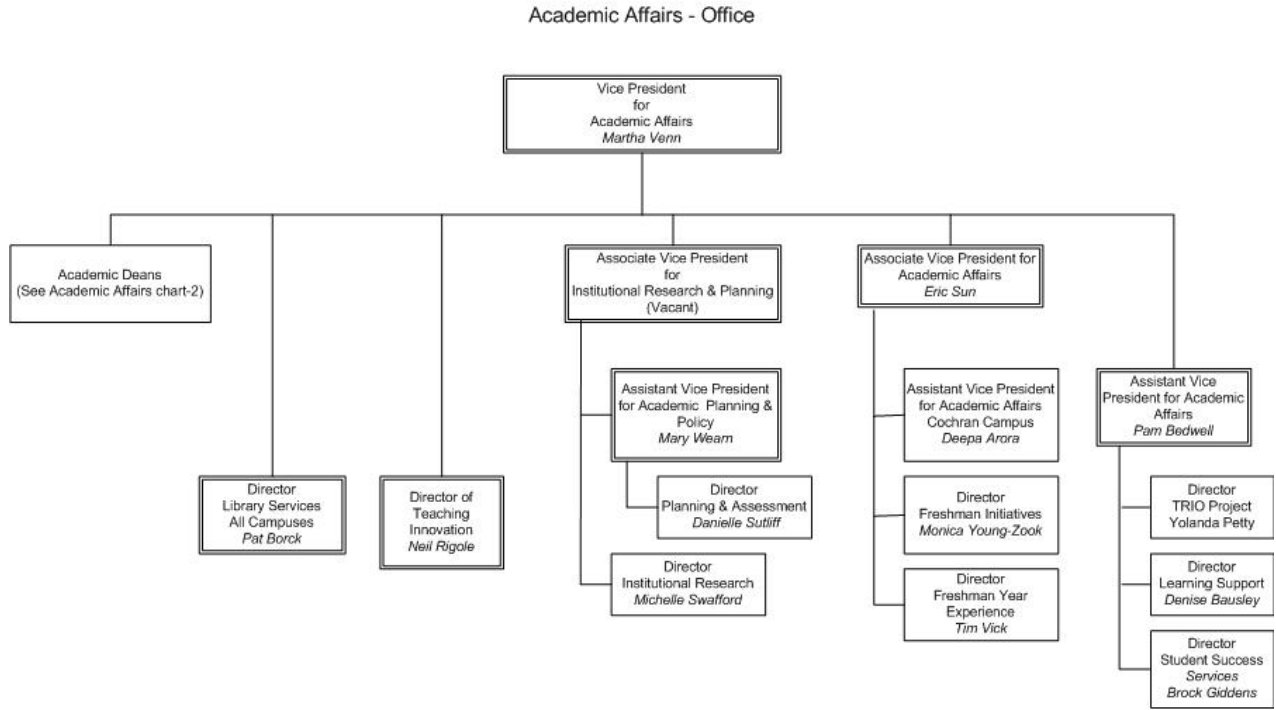 Academic Affairs - Office
Vice President
for
Academic Affairs
Martha Venn
Academic Deans
(See Academic Affairs chart-2)
Associate Vice President
for
Institutional Research & Planning
(Vacant)
Associate Vice President for
Academic Affairs
Eric Sun
Assistant Vice President
for Academic Planning &
Policy
Mary Wearn
Assistant Vice President
for Academic Affairs
Cochran Campus
Deepa Arora
Assistant Vice
President for Academic
Affairs
Pam Bedwell
Director
Library Services
All Campuses
Pat Borck
Director of
Teaching
Innovation
Neil Rigole
Director
Planning & Assessment
Danielle Sutliff
Director
Freshman Initiatives
Monica Young-Zook
Director
TRIO Project
Yolanda Petty
Director
Institutional Research
Michelle Swafford
Director
Freshman Year
Experience
Tim Vick
Director
Learning Support
Denise Bausley
Director
Student Success
Services
Brock Giddens